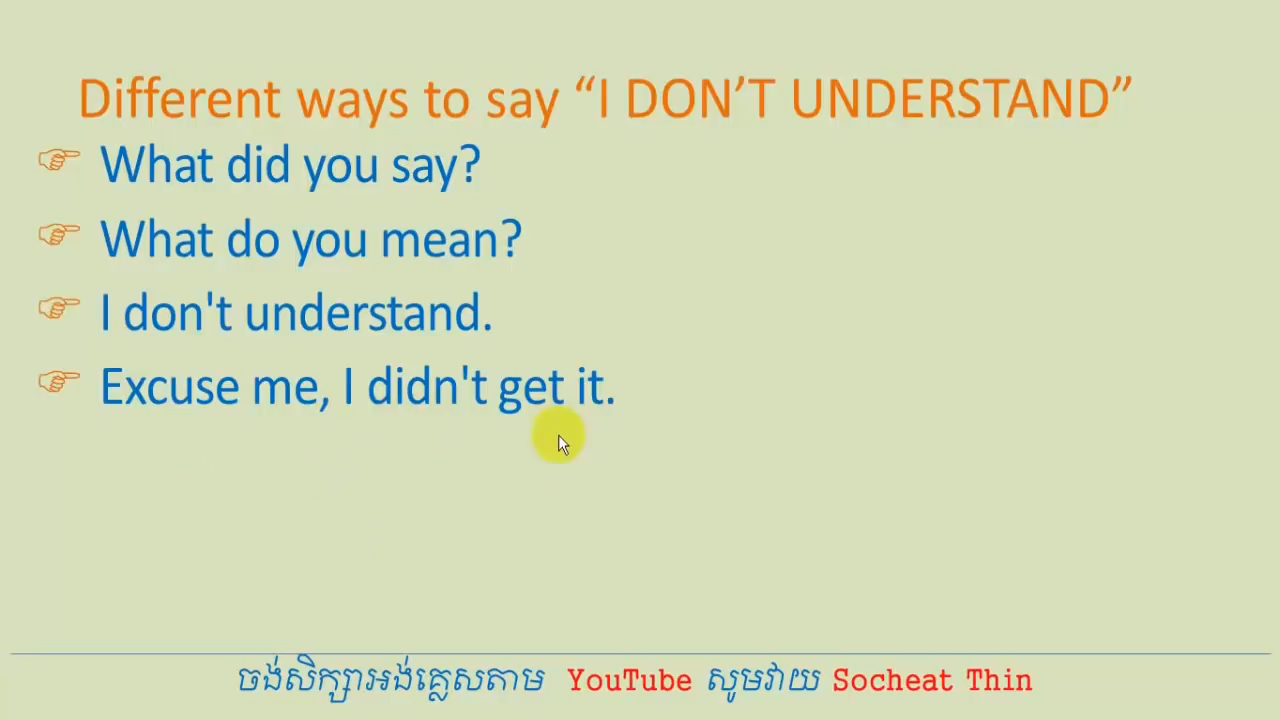 Different ways to say “I DON’T UNDERSTAND”
What did you say?
What do you mean?
I don't understand.
Excuse me, I didn't get it.
ចង់សិក្សាអង់គ្លេសតាម YouTube សូមវាយ Socheat Thin